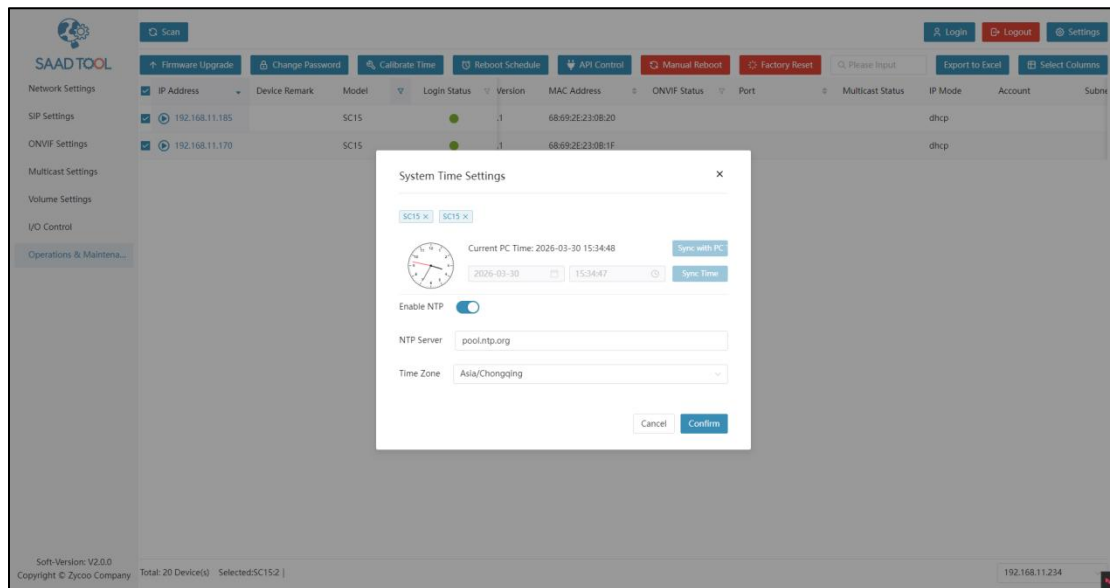 Scan
Login
Logout
Settings
SAAD TOOL
Firmware Upgrade
Change Password
Calibrate Time
Reboot Schedule
API Control
Manual Reboot
Factory Reset
Please Input
Export to Excel
Select Columns
Network Settings
SIP Settings
ONVIF Settings
Multicast Settings
Volume Settings
I/O Control
Operations & Maintena...
IP Address Device Remark Model Login Status Version MAC Address ONVIF Status Port Multicast Status IP Mode Account Subne
192.168.11.185 SC15 .1 68:69:2E:23:0B:20 dhcp
192.168.11.170 SC15 .1 68:69:2E:23:0B:1F dhcp
System Time Settings
SC15 × SC15 ×
Current PC Time: 2026-03-30 15:34:48
Sync with PC
2026-03-30 15:34:47
Sync Time
Enable NTP
NTP Server pool.ntp.org
Time Zone Asia/Chongqing
Cancel Confirm
Soft-Version: V2.0.0
Copyright © Zycoo Company
Total: 20 Device(s) Selected:SC15:2 |
192.168.11.234